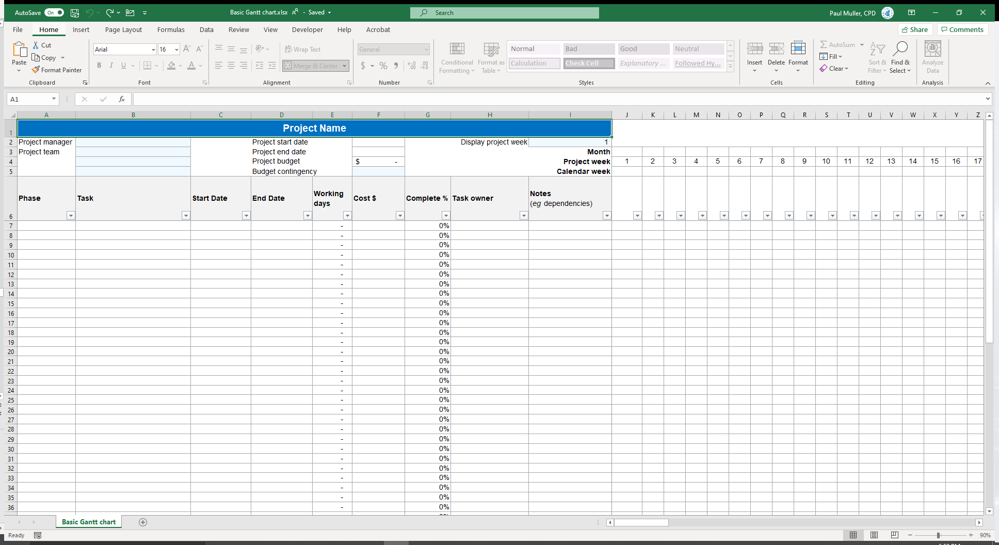 AutoSave On Basic Gantt chart.xlsx - Saved Search Paul Muller, CPD
File Home Insert Page Layout Formulas Data Review View Developer Help Acrobat Share Comments
Paste Cut Copy Format Painter Clipboard
Arial 16 A A B I U A Font
ab Wrap Text Merge & Center Alignment
General $ % Number
Conditional Formatting Format as Table
Normal Bad Good Neutral
Calculation Check Cell Explanatory ... Followed Hy...
Styles
Insert Delete Format Cells
AutoSum Fill Clear Sort & Filter Find & Select Editing
Analyze Data Analysis
A1 fx
A B C D E F G H I J K L M N O P Q R S T U V W X Y Z
1 Project Name
2 Project manager Project start date Display project week 1
3 Project team Project end date Month
4 Project budget $ - Project week 1 2 3 4 5 6 7 8 9 10 11 12 13 14 15 16 17
5 Budget contingency Calendar week
6 Phase Task Start Date End Date Working days Cost $ Complete % Task owner Notes (eg dependencies)
7 - 0%
8 - 0%
9 - 0%
10 - 0%
11 - 0%
12 - 0%
13 - 0%
14 - 0%
15 - 0%
16 - 0%
17 - 0%
18 - 0%
19 - 0%
20 - 0%
21 - 0%
22 - 0%
23 - 0%
24 - 0%
25 - 0%
26 - 0%
27 - 0%
28 - 0%
29 - 0%
30 - 0%
31 - 0%
32 - 0%
33 - 0%
34 - 0%
35 - 0%
36 - 0%
Basic Gantt chart
Ready 90%